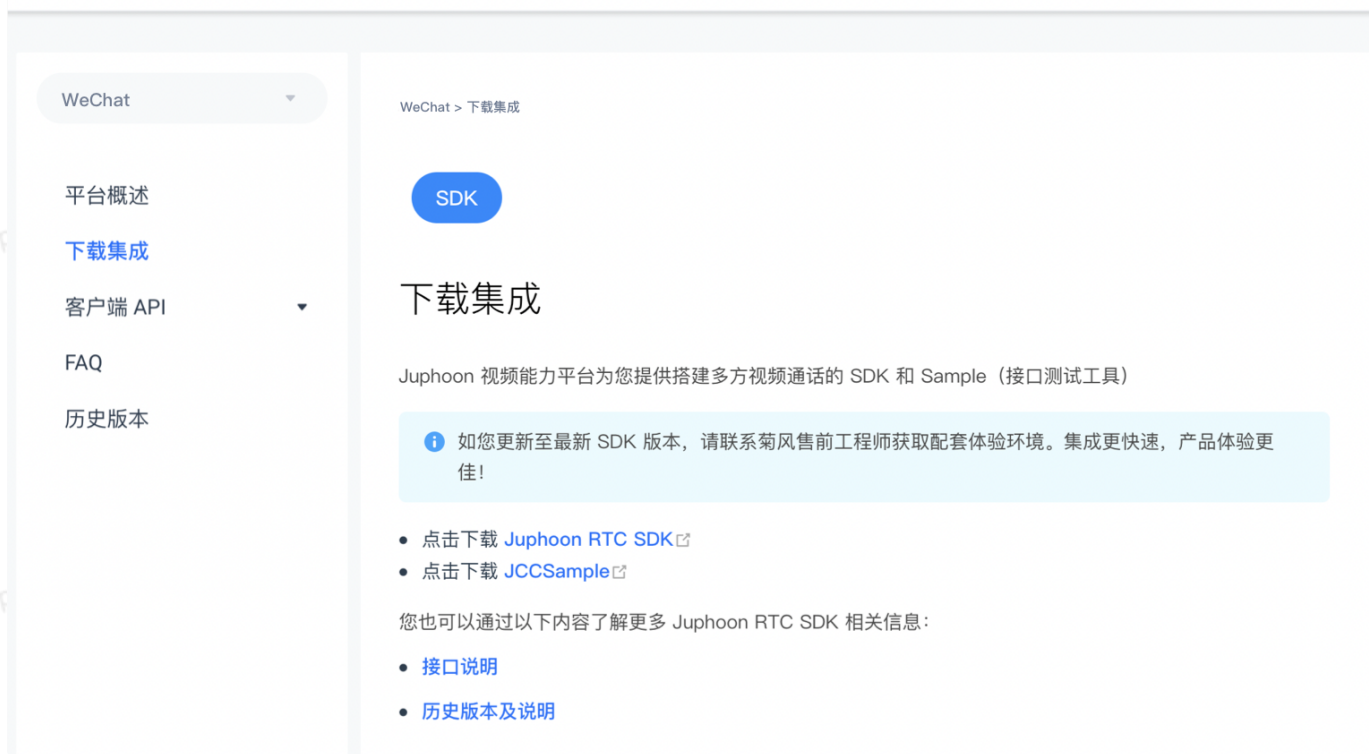 WeChat
平台概述
下载集成
客户端 API
FAQ
历史版本
WeChat > 下载集成
SDK
下载集成
Juphoon 视频能力平台为您提供搭建多方视频通话的 SDK 和 Sample（接口测试工具）
如您更新至最新 SDK 版本，请联系菊风售前工程师获取配套体验环境。集成更快速，产品体验更
佳！
点击下载 Juphoon RTC SDK
点击下载 JCCSample
您也可以通过以下内容了解更多 Juphoon RTC SDK 相关信息：
接口说明
历史版本及说明